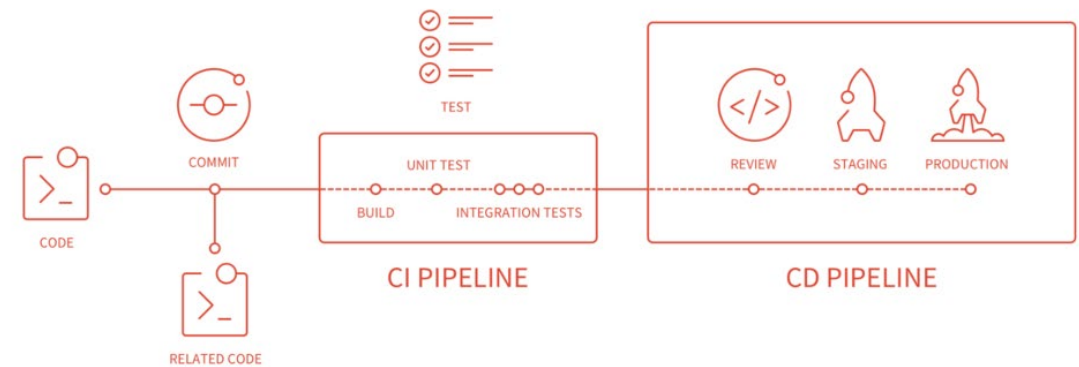 TEST
COMMIT
UNIT TEST
REVIEW
STAGING
PRODUCTION
BUILD
INTEGRATION TESTS
CODE
CI PIPELINE
CD PIPELINE
RELATED CODE